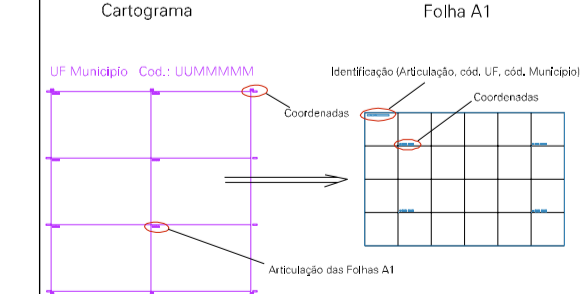 Cartograma
Folha A1
UF Município Cod.: UUMMMMM
Identificação (Articulação, cód. UF, cód. Município)
Coordenadas
Coordenadas
Articulação das Folhas A1